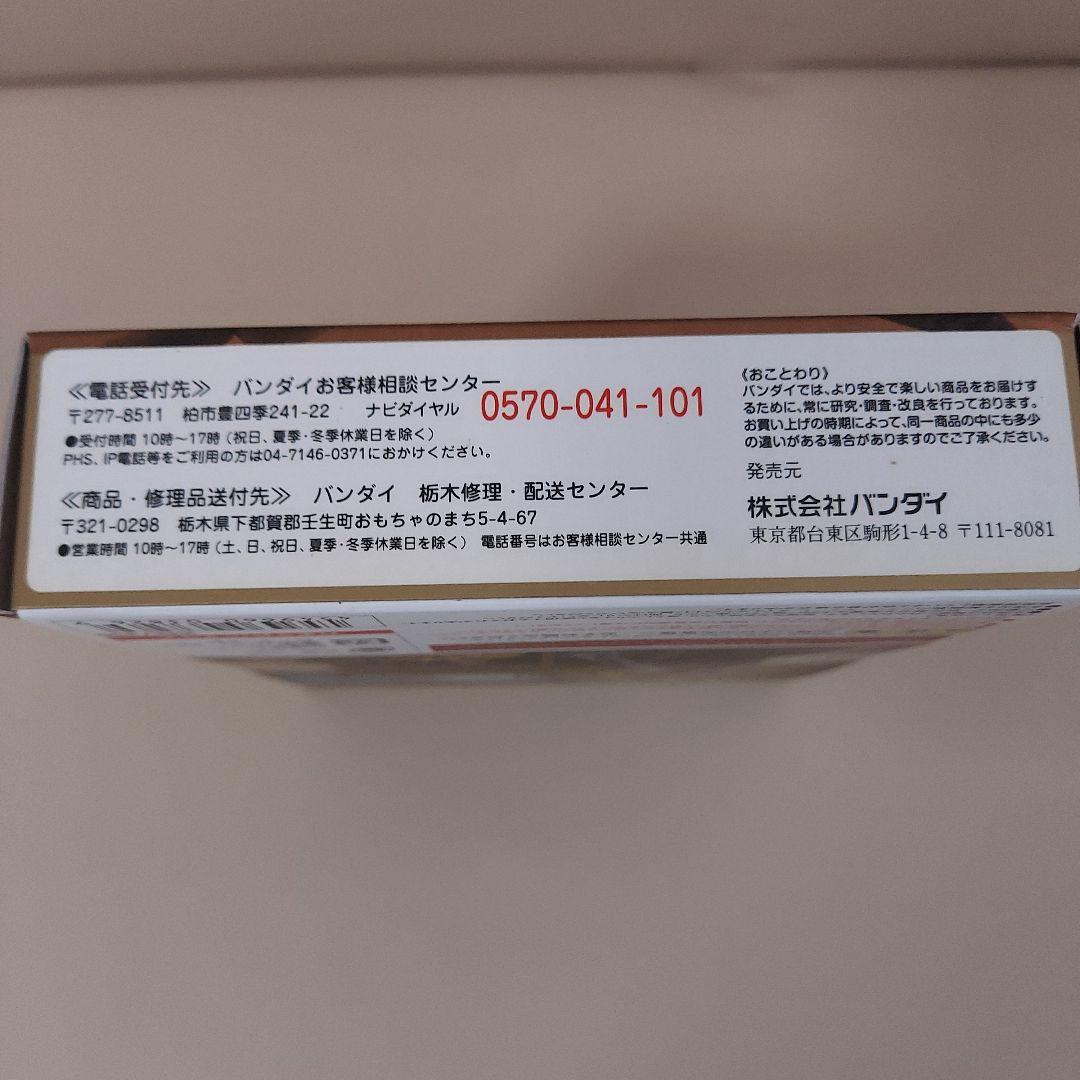 ≪電話受付先≫ バンダイお客様相談センター
〒277-8511 柏市豊四季241-22 ナビダイヤル 0570-041-101
●受付時間 10時～17時（祝日、夏季・冬季休業日を除く）
PHS、IP電話等をご利用の方は04-7146-0371におかけください。
≪商品・修理品送付先≫ バンダイ 栃木修理・配送センター
〒321-0298 栃木県下都賀郡壬生町おもちゃのまち5-4-67
●営業時間 10時～17時（土、日、祝日、夏季・冬季休業日を除く） 電話番号はお客様相談センター共通
《おことわり》
バンダイでは、より安全で楽しい商品をお届けす
るために、常に研究・調査・改良を行っております。
お買い上げの時期によって、同一商品の中にも多少
の違いがある場合がありますのでご了承ください。
発売元
株式会社バンダイ
東京都台東区駒形1-4-8 〒111-8081